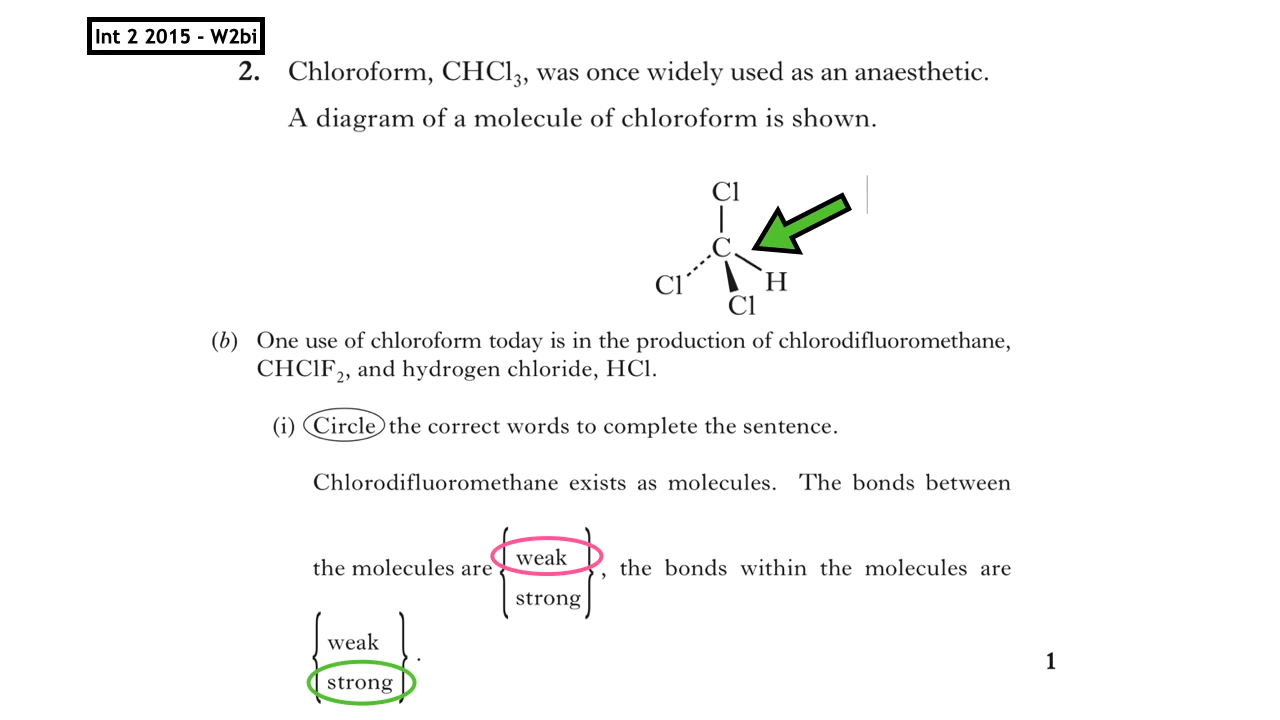 Int 2 2015 - W2bi
2. Chloroform, CHCl₃, was once widely used as an anaesthetic.
A diagram of a molecule of chloroform is shown.
Cl
C
Cl H
Cl
(b) One use of chloroform today is in the production of chlorodifluoromethane,
CHClF₂, and hydrogen chloride, HCl.
(i) Circle the correct words to complete the sentence.
Chlorodifluoromethane exists as molecules. The bonds between
weak
the molecules are , the bonds within the molecules are
strong
weak
.
strong
1